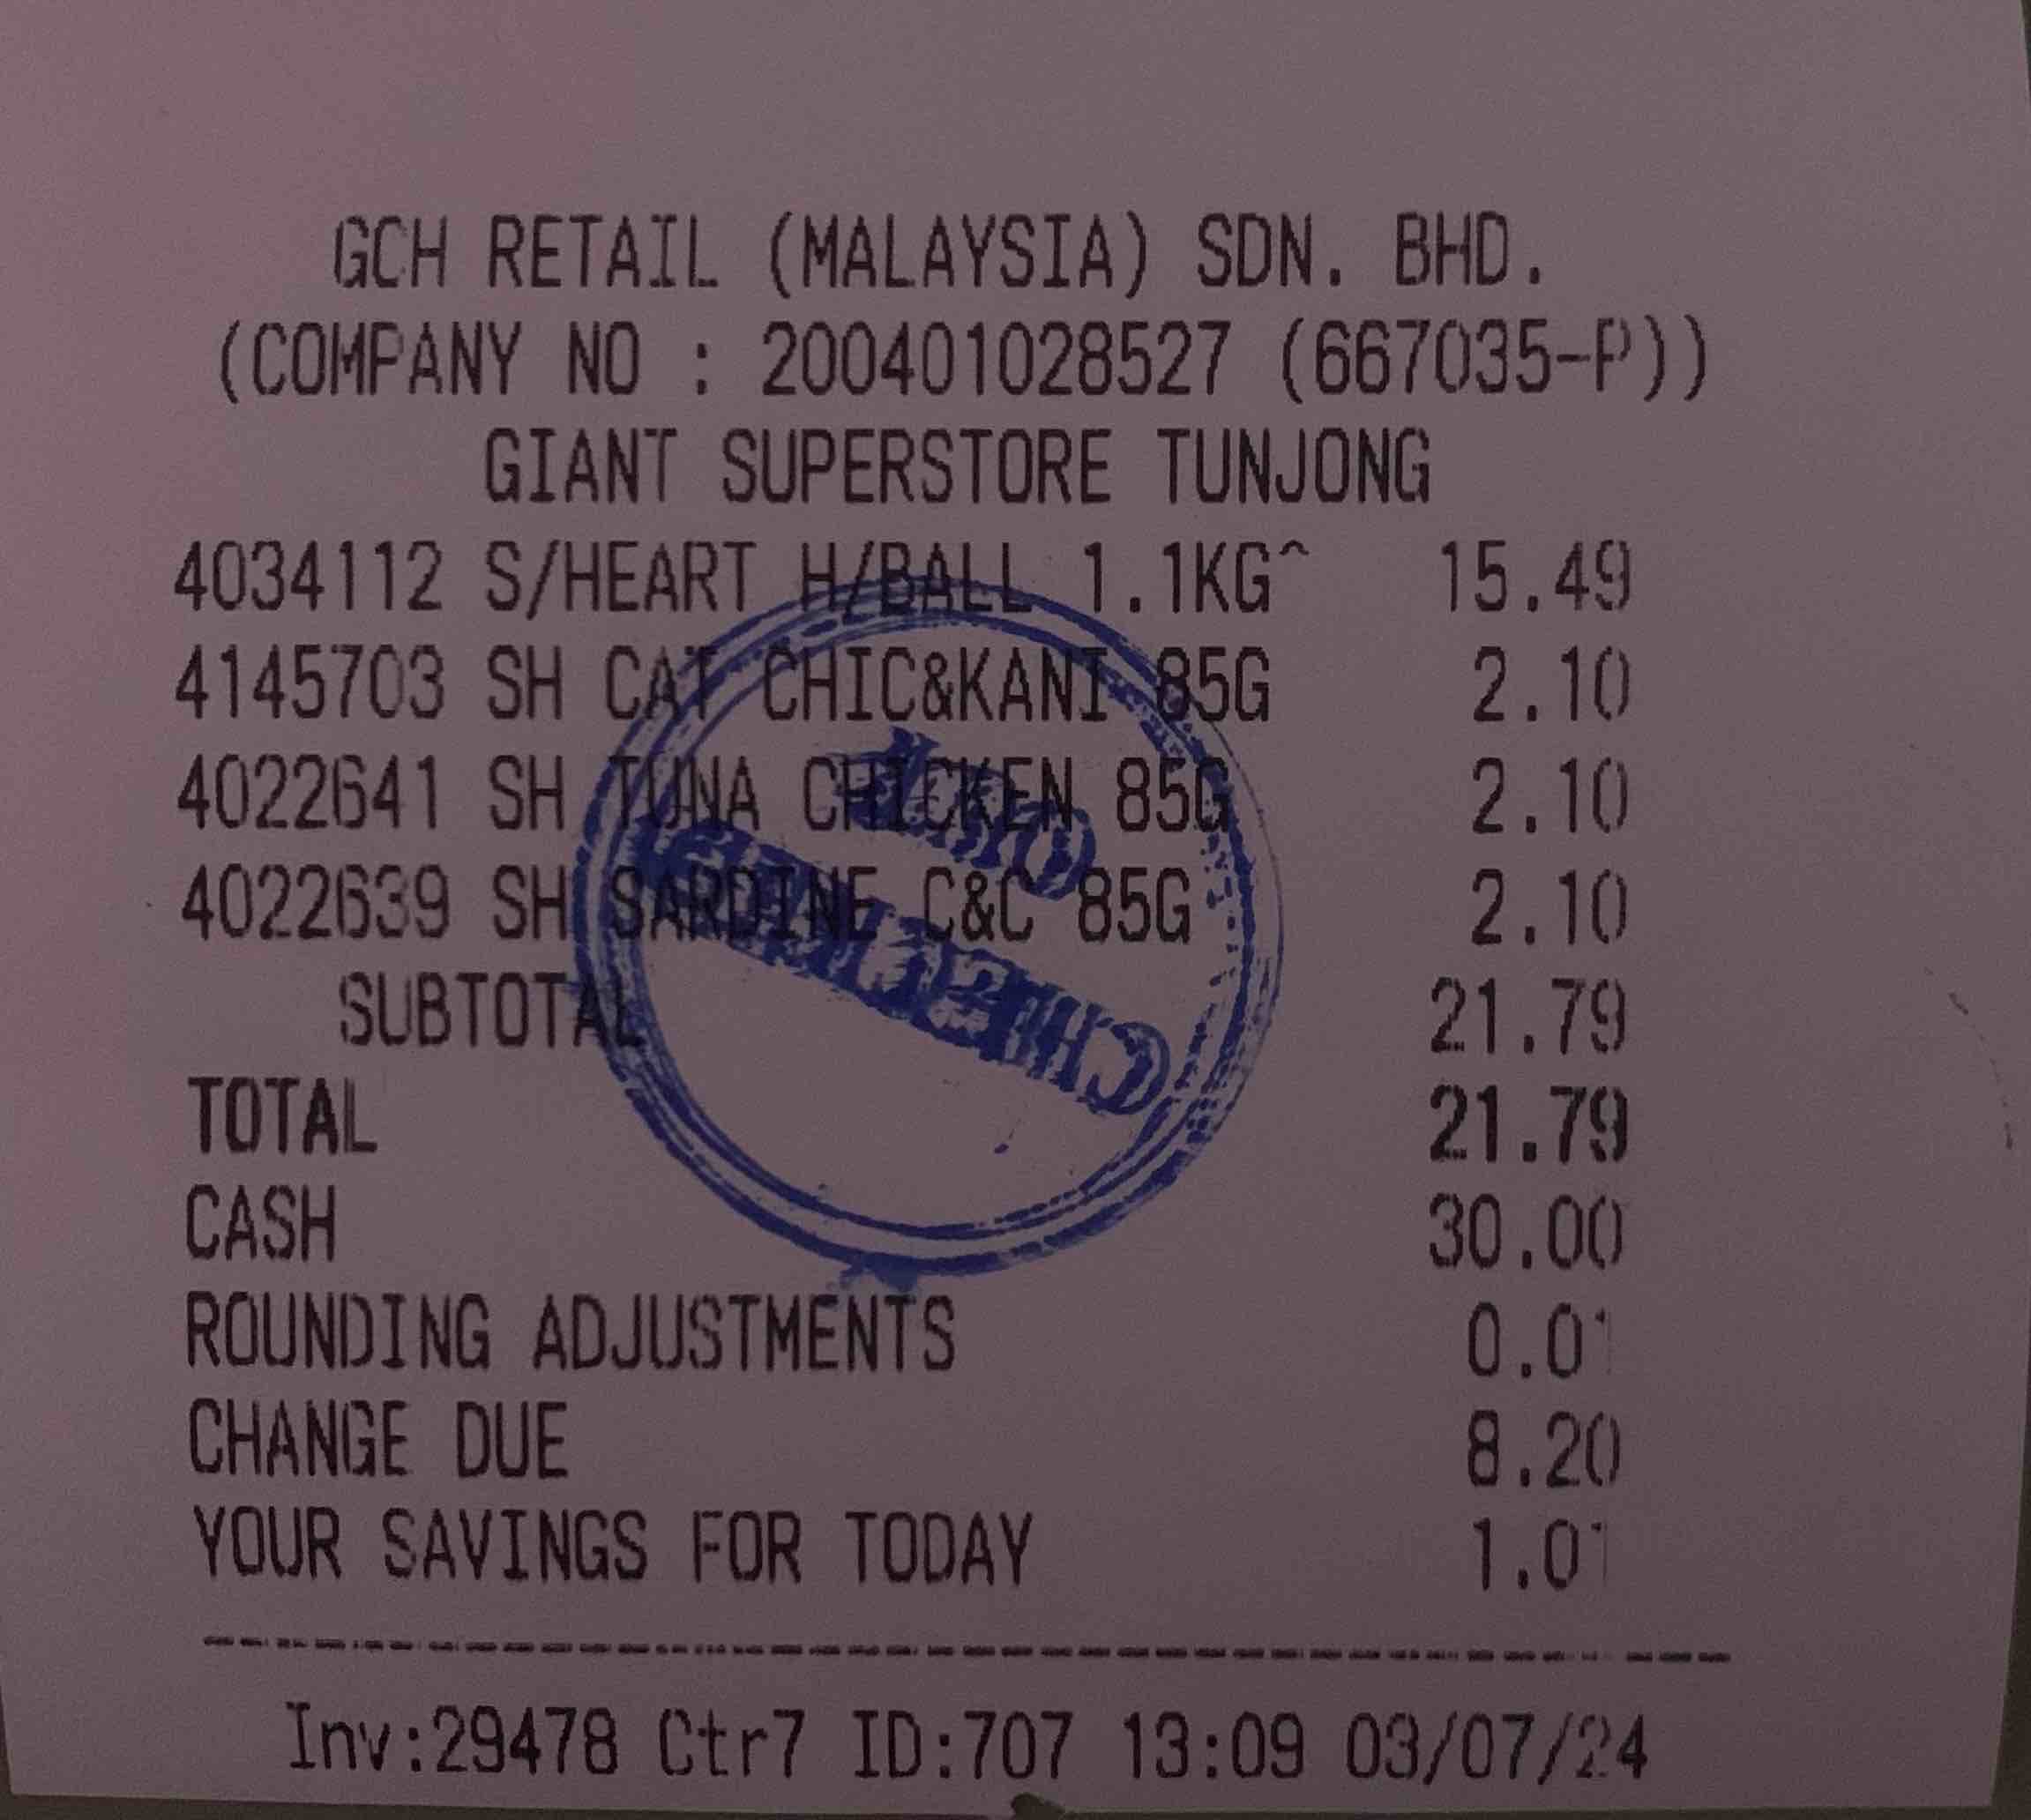 GCH RETAIL (MALAYSIA) SDN. BHD.
(COMPANY NO : 200401028527 (667035-P))
GIANT SUPERSTORE TUNJONG
4034112 S/HEART H/BALL 1.1KG^ 15.49
4145703 SH CAT CHIC&KANI 85G 2.10
4022641 SH TUNA CHICKEN 85G 2.10
4022639 SH SARDINE C&C 85G 2.10
SUBTOTAL 21.79
TOTAL 21.79
CASH 30.00
ROUNDING ADJUSTMENTS 0.01
CHANGE DUE 8.20
YOUR SAVINGS FOR TODAY 1.01
Inv:29478 Ctr7 ID:707 13:09 03/07/24